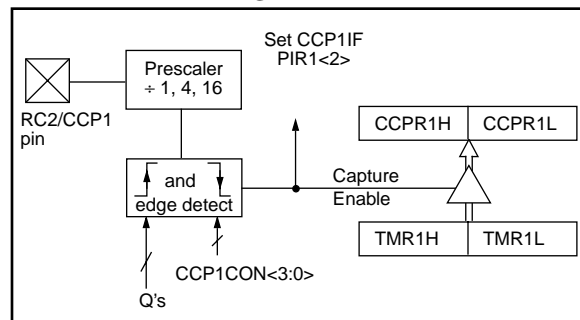 Set CCP1IF
PIR1<2>
Prescaler
÷ 1, 4, 16
RC2/CCP1
pin
CCPR1H
CCPR1L
and
edge detect
Capture
Enable
TMR1H
TMR1L
CCP1CON<3:0>
Q's